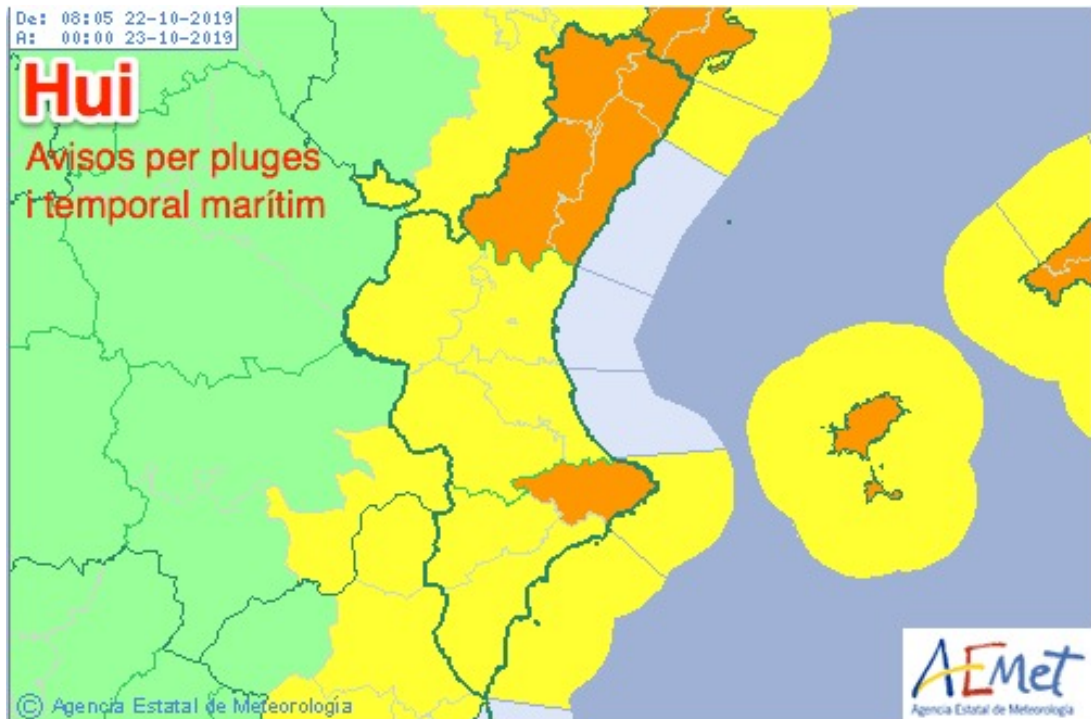 De: 08:05 22-10-2019
A: 00:00 23-10-2019
Hui
Avisos per pluges
i temporal marítim
© Agencia Estatal de Meteorología
AEMet
Agencia Estatal de Meteorología